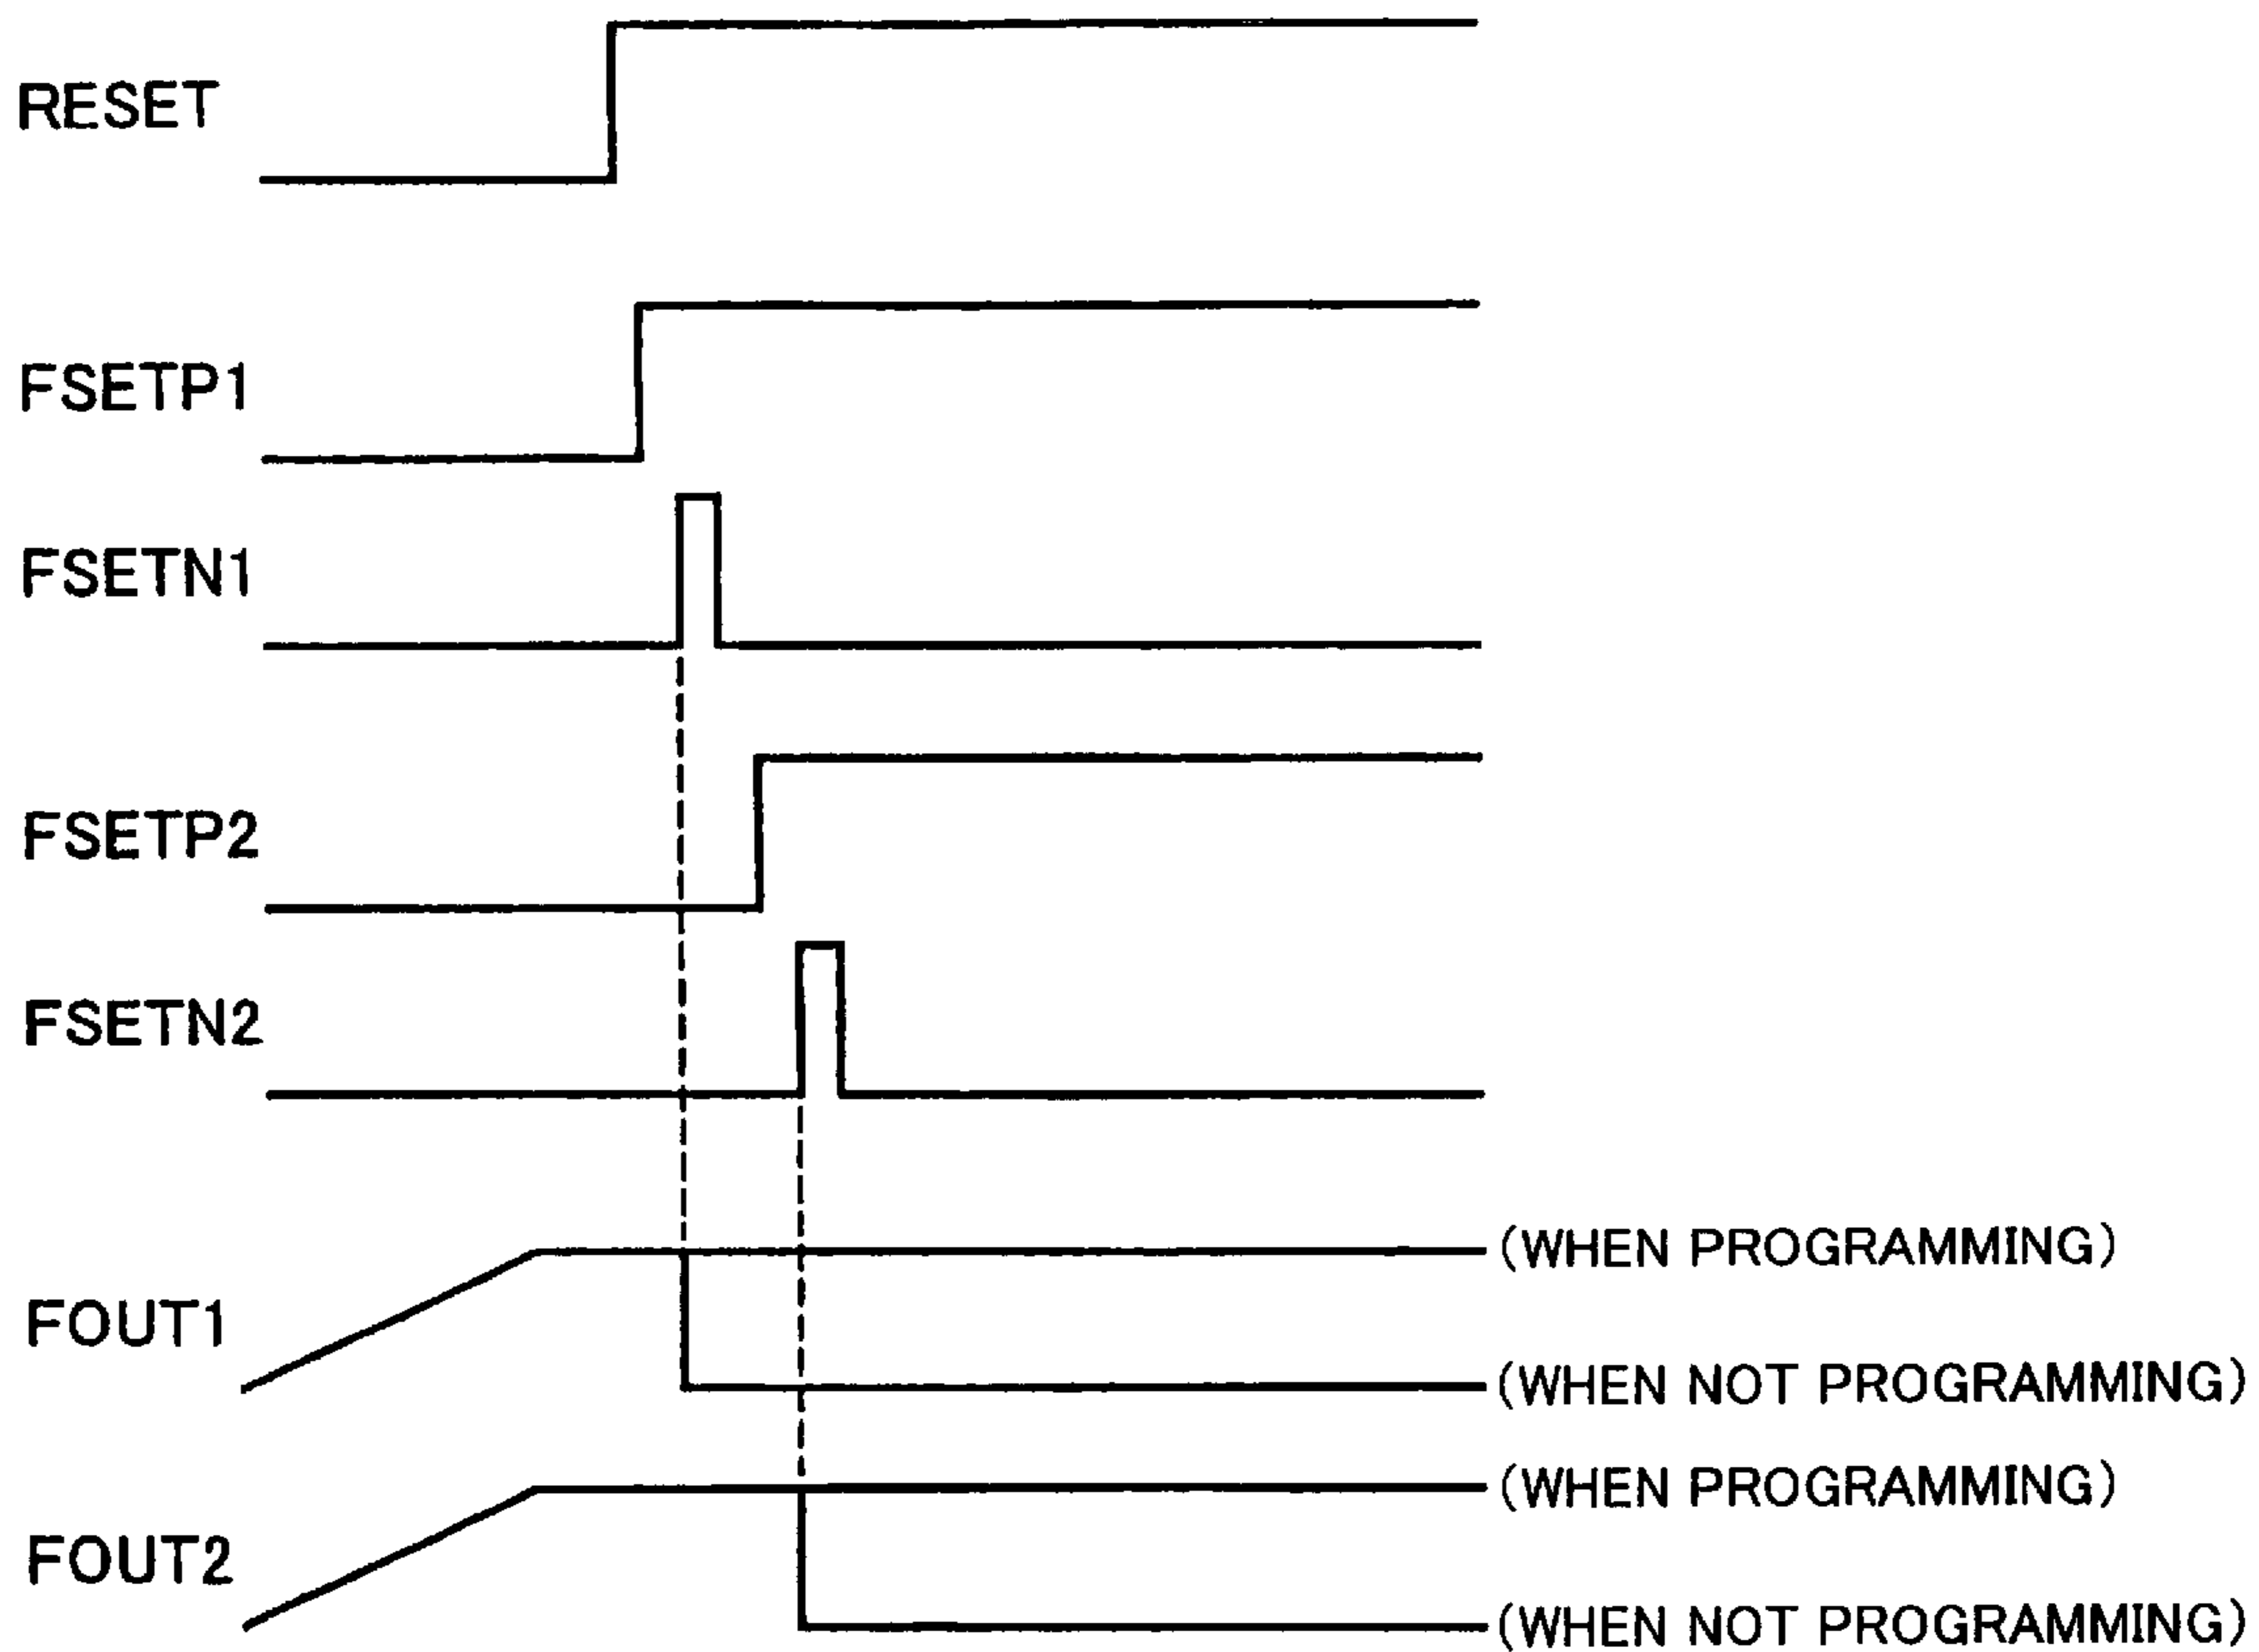 RESET
FSETP1
FSETN1
FSETP2
FSETN2
(WHEN PROGRAMMING)
FOUT1
(WHEN NOT PROGRAMMING)
(WHEN PROGRAMMING)
FOUT2
(WHEN NOT PROGRAMMING)